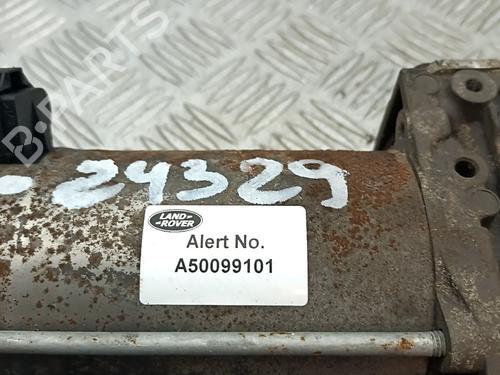 B-PARTS
-24329
LAND-
-ROVER
Alert No.
A50099101